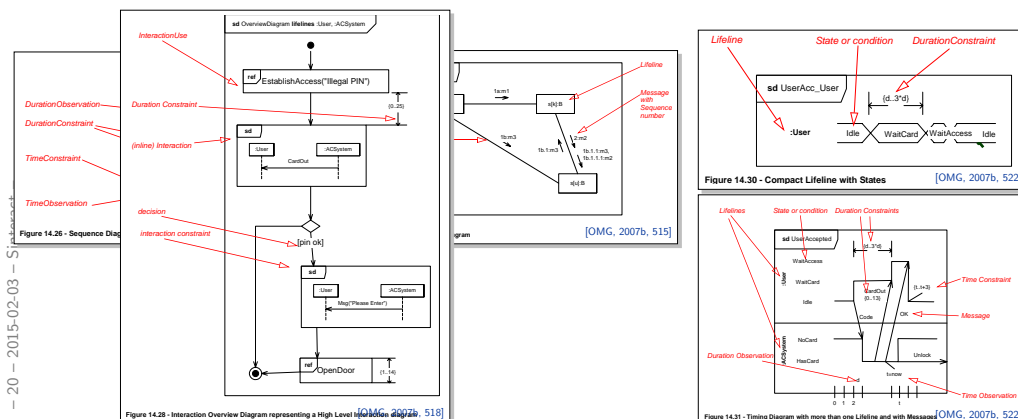 – 20 – 2015-02-03 – Sinteract –
DurationObservation
DurationConstraint
TimeConstraint
TimeObservation
Figure 14.26 - Sequence Diag
sd OverviewDiagram lifelines :User, :ACSystem
InteractionUse
ref
EstablishAccess("Illegal PIN")
Duration Constraint
{0..25}
(inline) Interaction
sd
:User
:ACSystem
CardOut
decision
[pin ok]
interaction constraint
sd
:User
:ACSystem
Msg("Please Enter")
ref
OpenDoor
{1..14}
Figure 14.28 - Interaction Overview Diagram representing a High Level Interaction diagram
[OMG, 2007b, 518]
Lifeline
1a:m1
s[k]:B
Message
with
Sequence
number
1b:m3
2:m2
1b.1:m3
1b.1:m3,
1b.1.1.1:m2
s[u]:B
gram
[OMG, 2007b, 515]
Lifeline
State or condition
DurationConstraint
sd UserAcc_User
{d..3*d}
:User
Idle
WaitCard
WaitAccess
Idle
Figure 14.30 - Compact Lifeline with States
[OMG, 2007b, 522
Lifelines
State or condition
Duration Constraints
sd UserAccepted
{d..3*d}
:User
WaitAccess
WaitCard
Idle
CardOut
{0..13}
{t..t+3}
Time Constraint
Code
OK
Message
:ACSystem
NoCard
HasCard
Unlock
Duration Observation
d
t=now
Time Observation
0 1 2
t
Figure 14.31 - Timing Diagram with more than one Lifeline and with Messages
[OMG, 2007b, 522